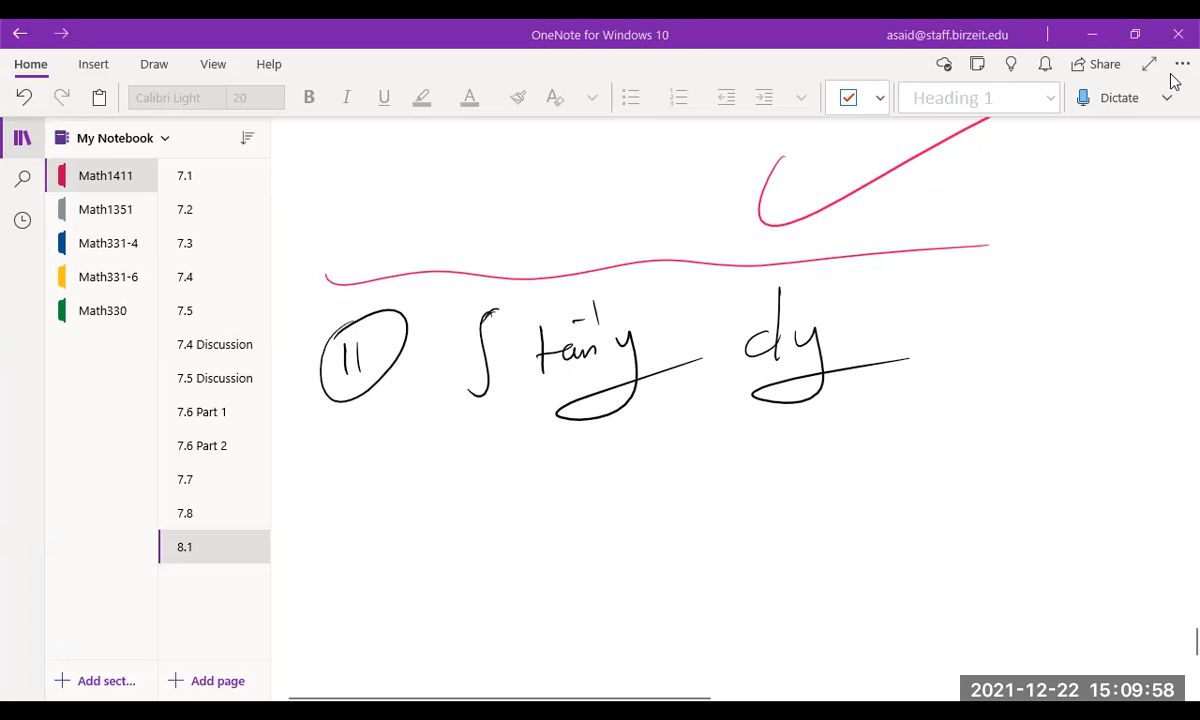 OneNote for Windows 10
asaid@staff.birzeit.edu
Home Insert Draw View Help
Share
Calibri Light 20 B I U A Heading 1 Dictate
My Notebook
Math1411
Math1351
Math331-4
Math331-6
Math330
7.1
7.2
7.3
7.4
7.5
7.4 Discussion
7.5 Discussion
7.6 Part 1
7.6 Part 2
7.7
7.8
8.1
11 ∫ tan⁻¹y dy
+ Add sect...
+ Add page
2021-12-22 15:09:58